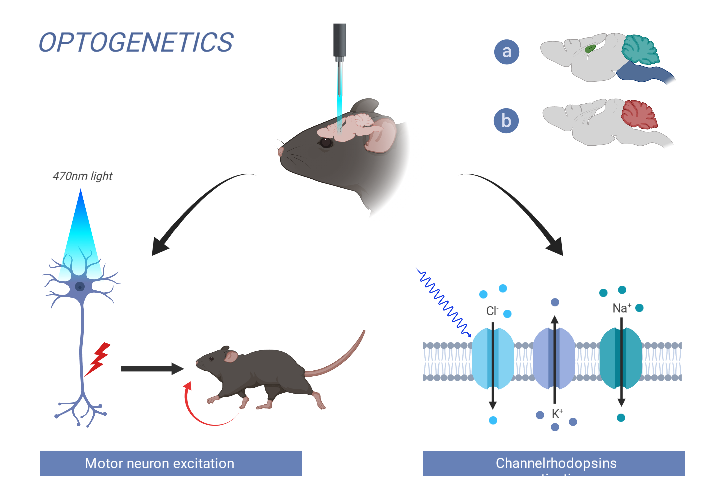 OPTOGENETICS
a
b
470nm light
Cl-
Na+
K+
Motor neuron excitation
Channelrhodopsins